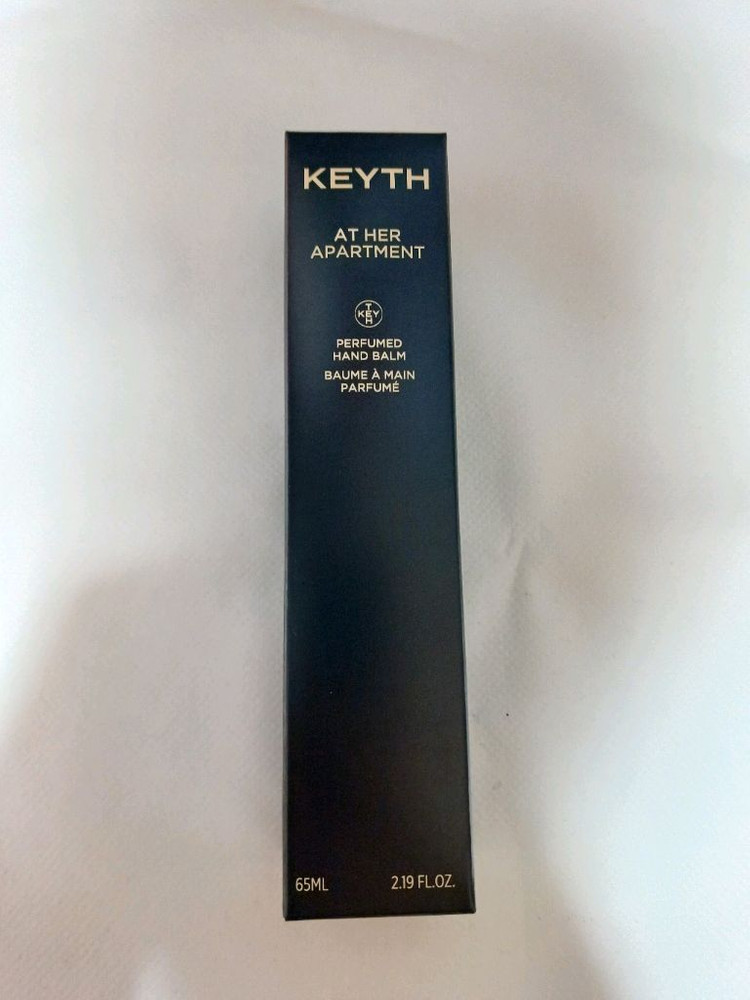 KEYTH
AT HER
APARTMENT
T
KEY
H
PERFUMED
HAND BALM
BAUME À MAIN
PARFUMÉ
65ML 2.19 FL.OZ.